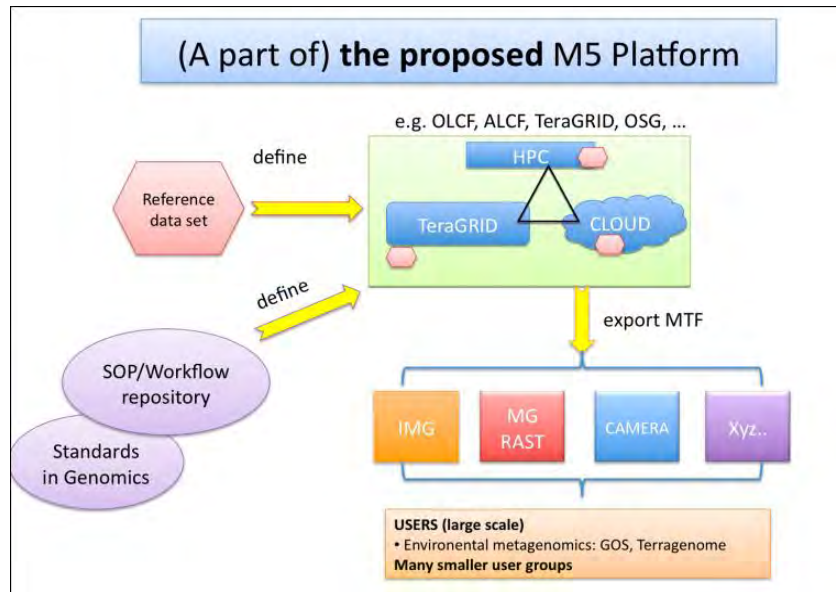 (A part of) the proposed M5 Platform
e.g. OLCF, ALCF, TeraGRID, OSG, ...
define
HPC
Reference
data set
TeraGRID
CLOUD
define
export MTF
SOP/Workflow
repository
IMG
MG
RAST
CAMERA
Xyz..
Standards
in Genomics
USERS (large scale)
• Environental metagenomics: GOS, Terragenome
Many smaller user groups